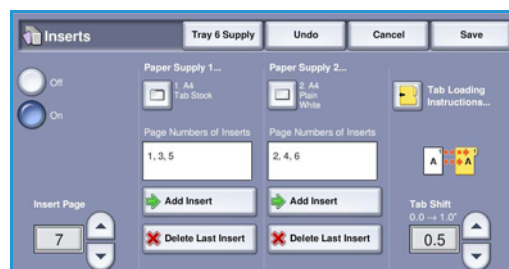 Inserts
Tray 6 Supply
Undo
Cancel
Save
Off
On
Paper Supply 1...
1. A4
Tab Stock
Page Numbers of Inserts
1, 3, 5
Add Insert
Delete Last Insert
Paper Supply 2...
2. A4
Plain
White
Page Numbers of Inserts
2, 4, 6
Add Insert
Delete Last Insert
Tab Loading
Instructions...
A A
Insert Page
7
Tab Shift
0.0 → 1.0"
0.5